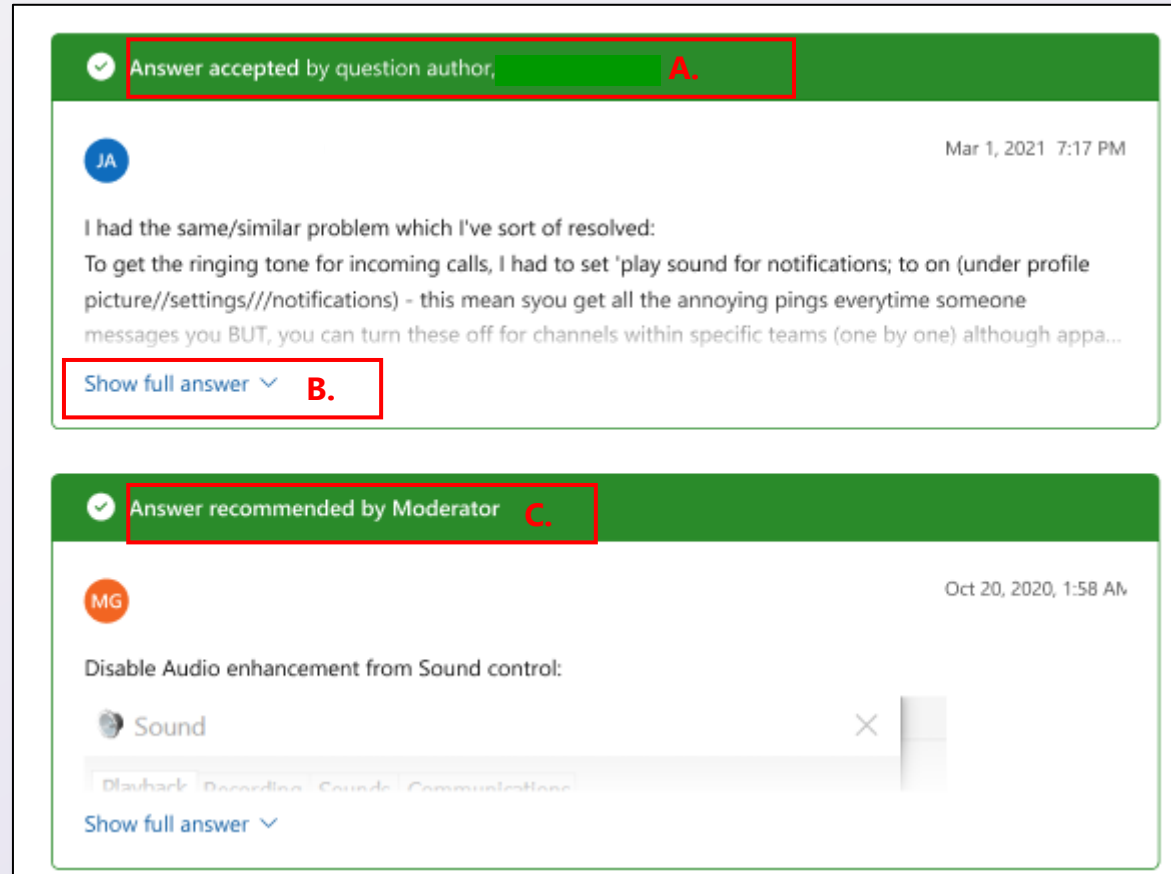 Answer accepted by question author, A.
JA
Mar 1, 2021 7:17 PM
I had the same/similar problem which I've sort of resolved:
To get the ringing tone for incoming calls, I had to set 'play sound for notifications; to on (under profile
picture//settings///notifications) - this mean syou get all the annoying pings everytime someone
messages you BUT, you can turn these off for channels within specific teams (one by one) although appa...
Show full answer B.
Answer recommended by Moderator C.
MG
Oct 20, 2020, 1:58 AM
Disable Audio enhancement from Sound control:
Sound
Playback Recording Sounds Communications
Show full answer